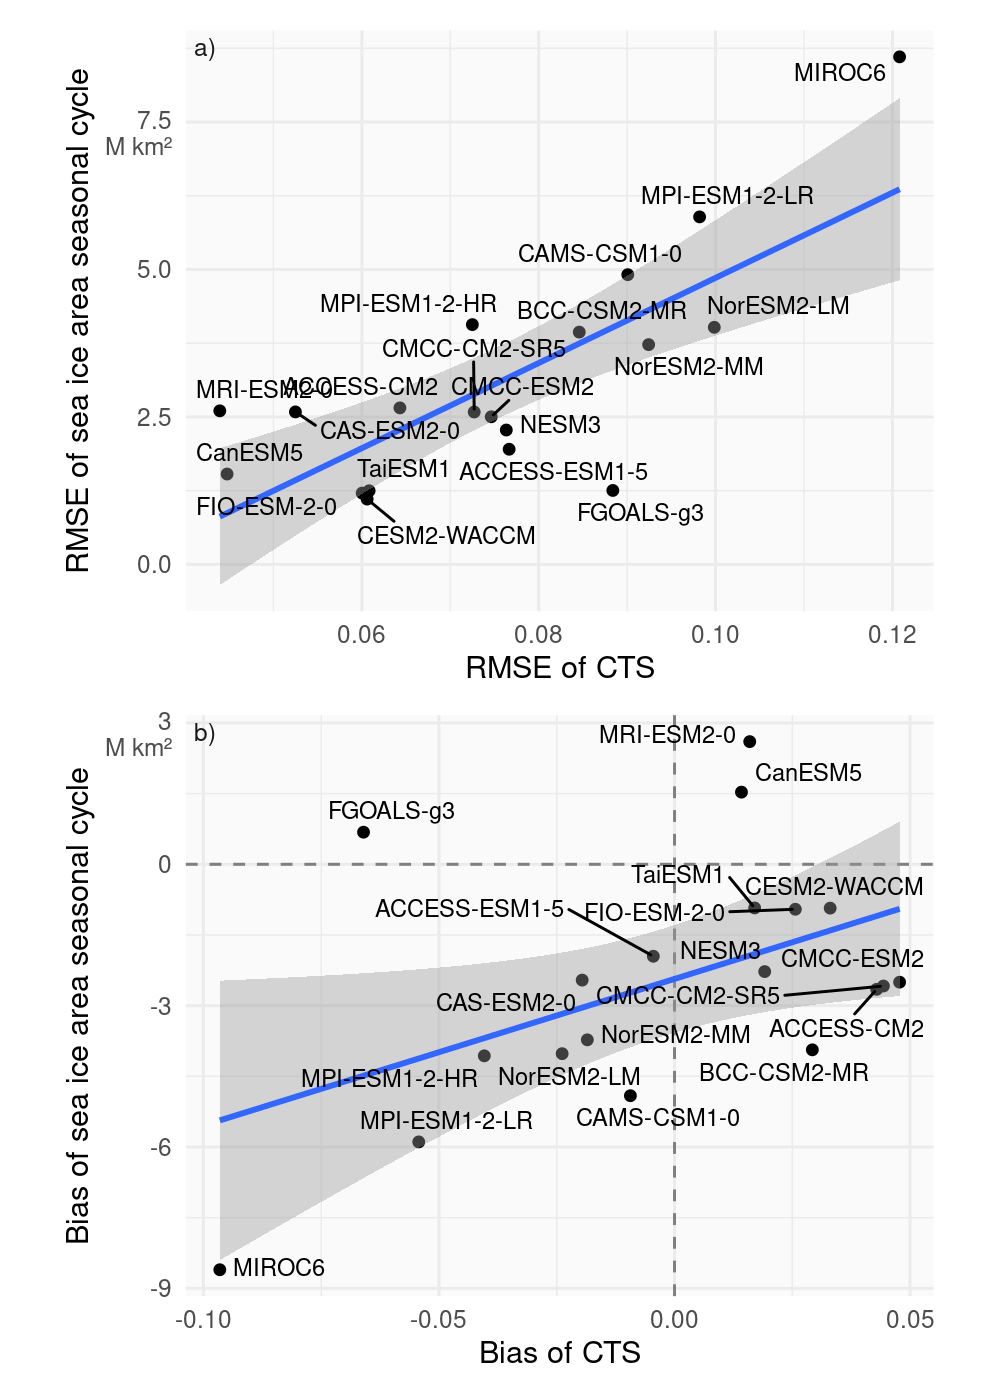 a)
RMSE of sea ice area seasonal cycle
7.5
M km²
5.0
2.5
0.0
MIROC6
MPI-ESM1-2-LR
CAMS-CSM1-0
MPI-ESM1-2-HR
BCC-CSM2-MR
NorESM2-LM
CMCC-CM2-SR5
NorESM2-MM
MRI-ESM2-0
ACCESS-CM2
CMCC-ESM2
CAS-ESM2-0
NESM3
CanESM5
TaiESM1
ACCESS-ESM1-5
FIO-ESM-2-0
FGOALS-g3
CESM2-WACCM
0.06
0.08
0.10
0.12
RMSE of CTS
b)
Bias of sea ice area seasonal cycle
3
M km²
0
-3
-6
-9
MRI-ESM2-0
CanESM5
FGOALS-g3
TaiESM1
CESM2-WACCM
ACCESS-ESM1-5
FIO-ESM-2-0
NESM3
CMCC-ESM2
CAS-ESM2-0
CMCC-CM2-SR5
NorESM2-MM
ACCESS-CM2
MPI-ESM1-2-HR
NorESM2-LM
BCC-CSM2-MR
MPI-ESM1-2-LR
CAMS-CSM1-0
MIROC6
-0.10
-0.05
0.00
0.05
Bias of CTS